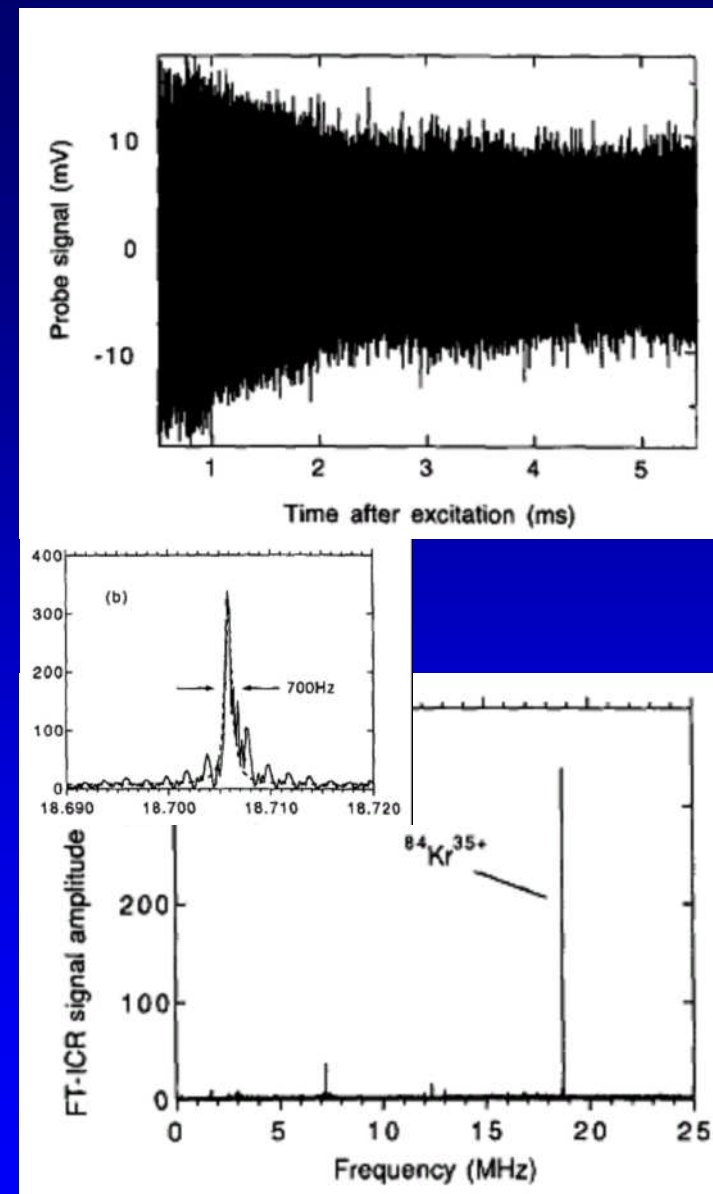 Probe signal (mV)
10
0
-10
1 2 3 4 5
Time after excitation (ms)
400
300
200
100
0
(b)
700Hz
18.690 18.700 18.710 18.720
FT-ICR signal amplitude
84Kr35+
200
100
0
0 5 10 15 20 25
Frequency (MHz)